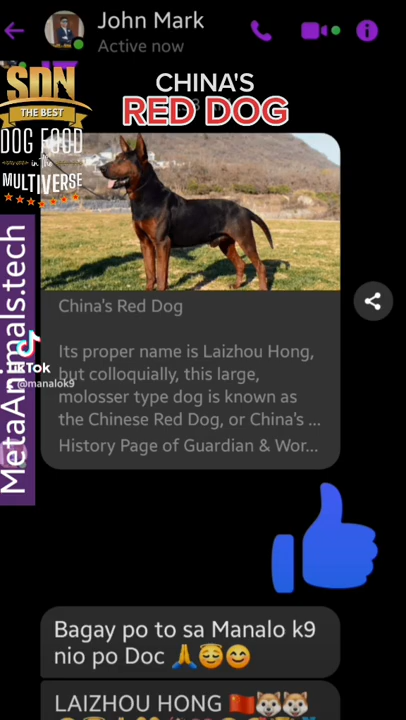 John Mark
Active now
SDN
THE BEST
DOG FOOD
in The
MULTIVERSE
CHINA'S
RED DOG
MetaAnimals.tech
TikTok
@manalok9
China's Red Dog
Its proper name is Laizhou Hong,
but colloquially, this large,
molosser type dog is known as
the Chinese Red Dog, or China's ...
History Page of Guardian & Wor...
Bagay po to sa Manalo k9
nio po Doc 🙏😇😊
LAIZHOU HONG 🇨🇳🐕🐕